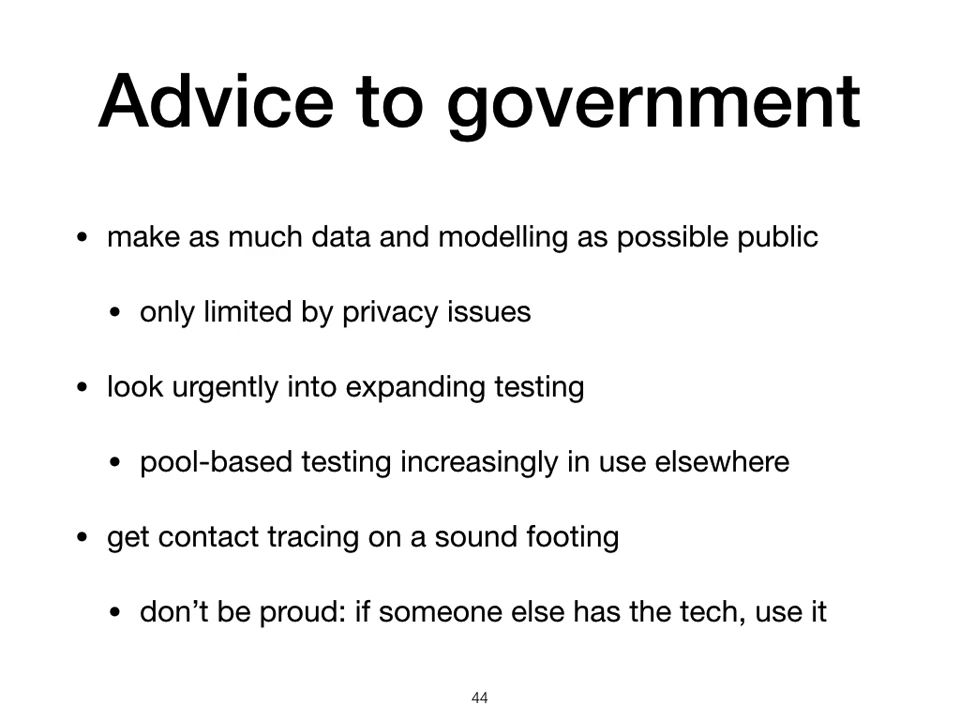 Advice to government
• make as much data and modelling as possible public
• only limited by privacy issues
• look urgently into expanding testing
• pool-based testing increasingly in use elsewhere
• get contact tracing on a sound footing
• don’t be proud: if someone else has the tech, use it
44